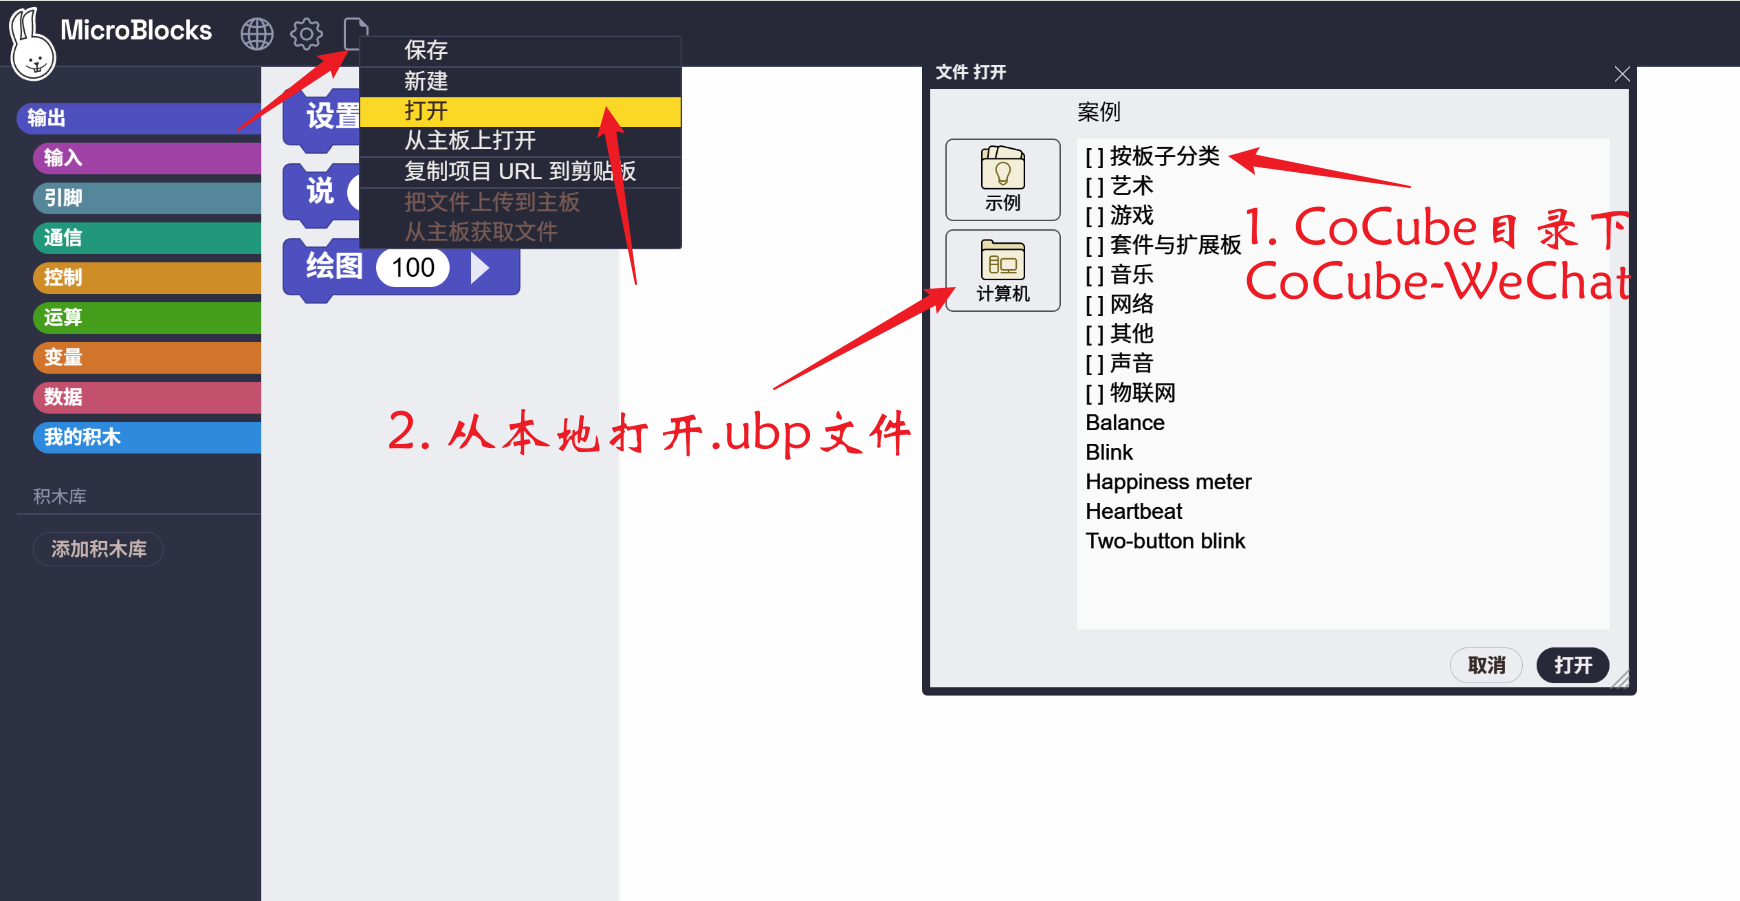 MicroBlocks
保存
新建
打开
从主板上打开
复制项目 URL 到剪贴板
把文件上传到主板
从主板获取文件
输出
输入
引脚
通信
控制
运算
变量
数据
我的积木
积木库
添加积木库
设置
说
绘图 100
文件 打开
案例
示例
计算机
[ ] 按板子分类
[ ] 艺术
[ ] 游戏
[ ] 套件与扩展板
[ ] 音乐
[ ] 网络
[ ] 其他
[ ] 声音
[ ] 物联网
Balance
Blink
Happiness meter
Heartbeat
Two-button blink
取消
打开
1. CoCube目录下
CoCube-WeChat
2. 从本地打开.ubp文件